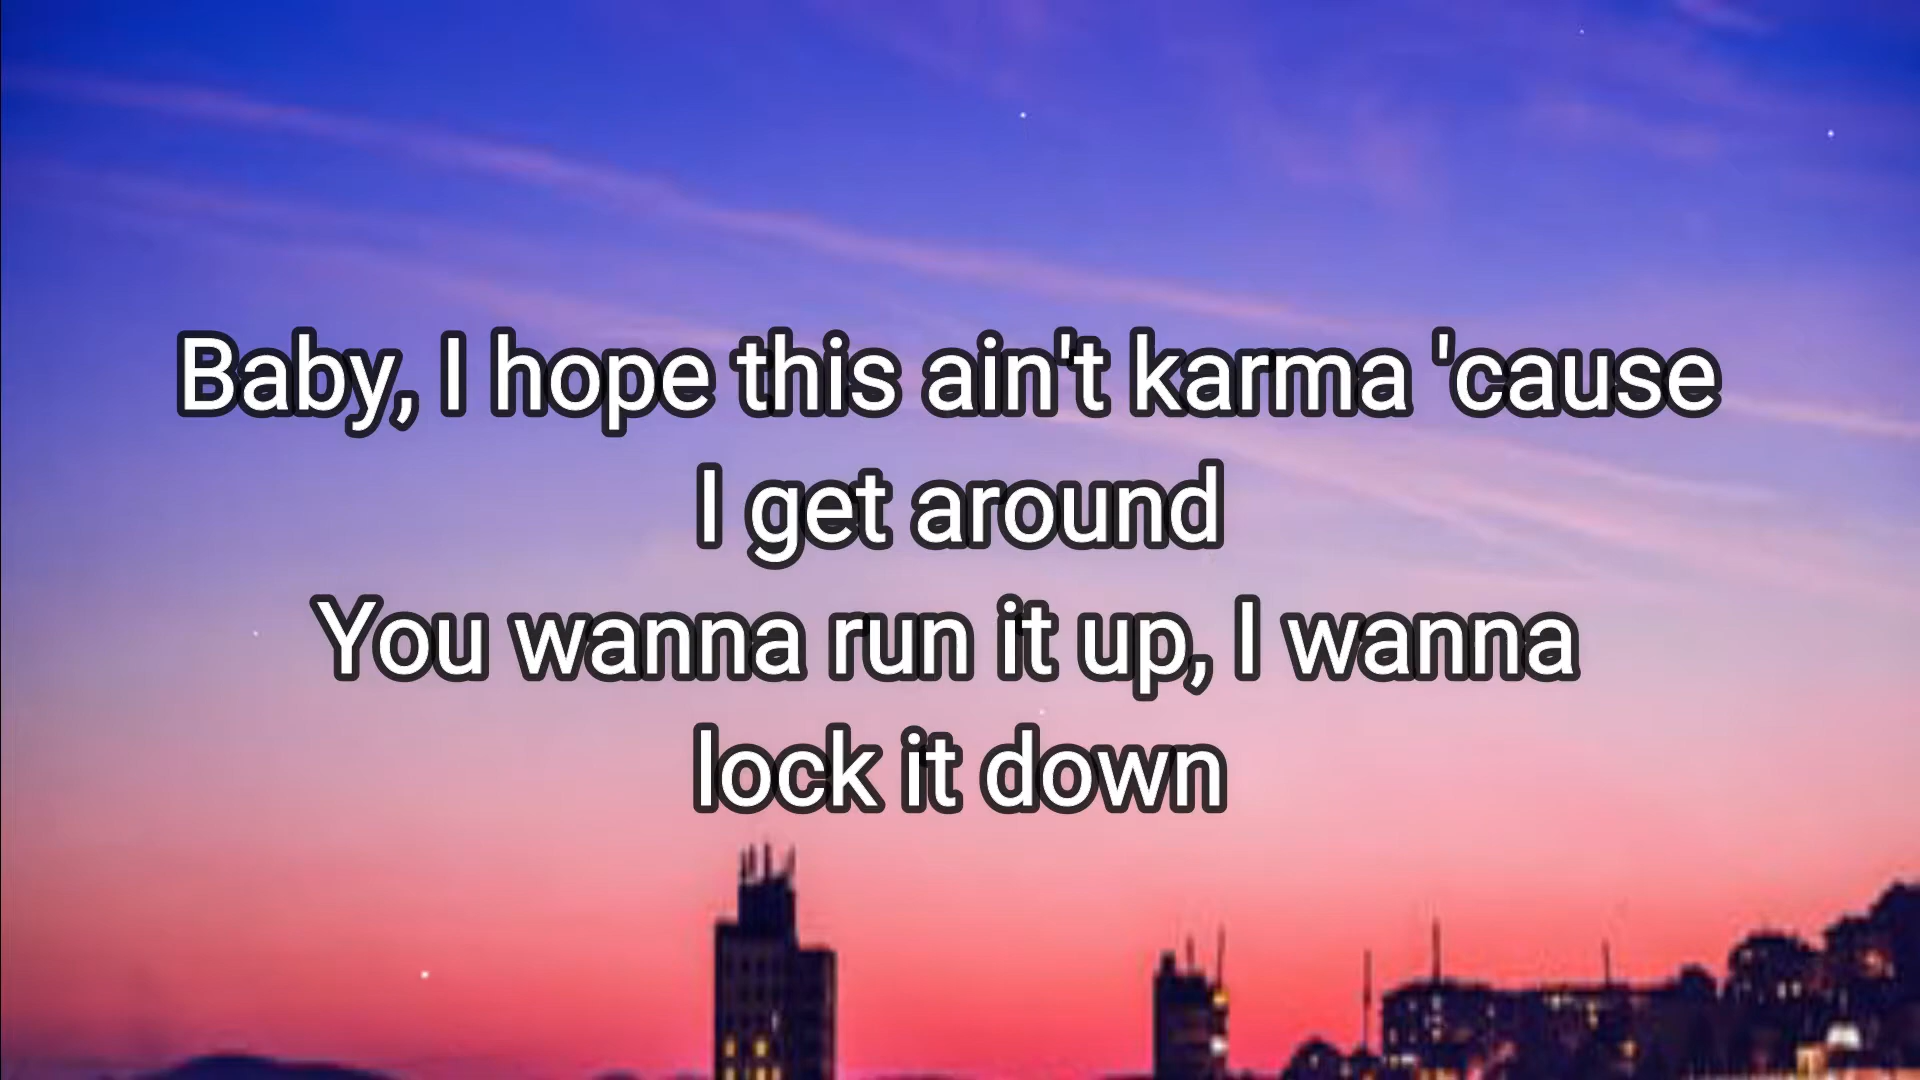 Baby, I hope this ain't karma 'cause
I get around
You wanna run it up, I wanna
lock it down